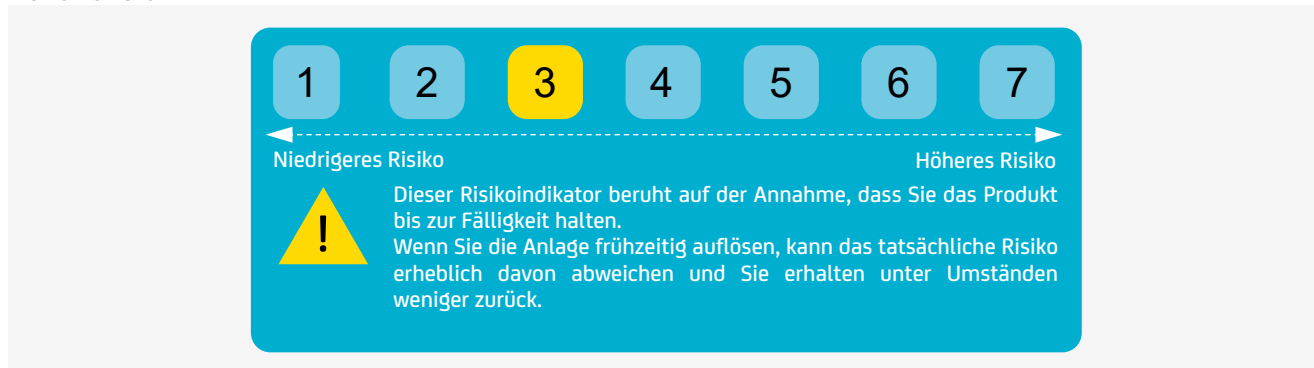 1 2 3 4 5 6 7
Niedrigeres Risiko Höheres Risiko
Dieser Risikoindikator beruht auf der Annahme, dass Sie das Produkt
bis zur Fälligkeit halten.
!
Wenn Sie die Anlage frühzeitig auflösen, kann das tatsächliche Risiko
erheblich davon abweichen und Sie erhalten unter Umständen
weniger zurück.